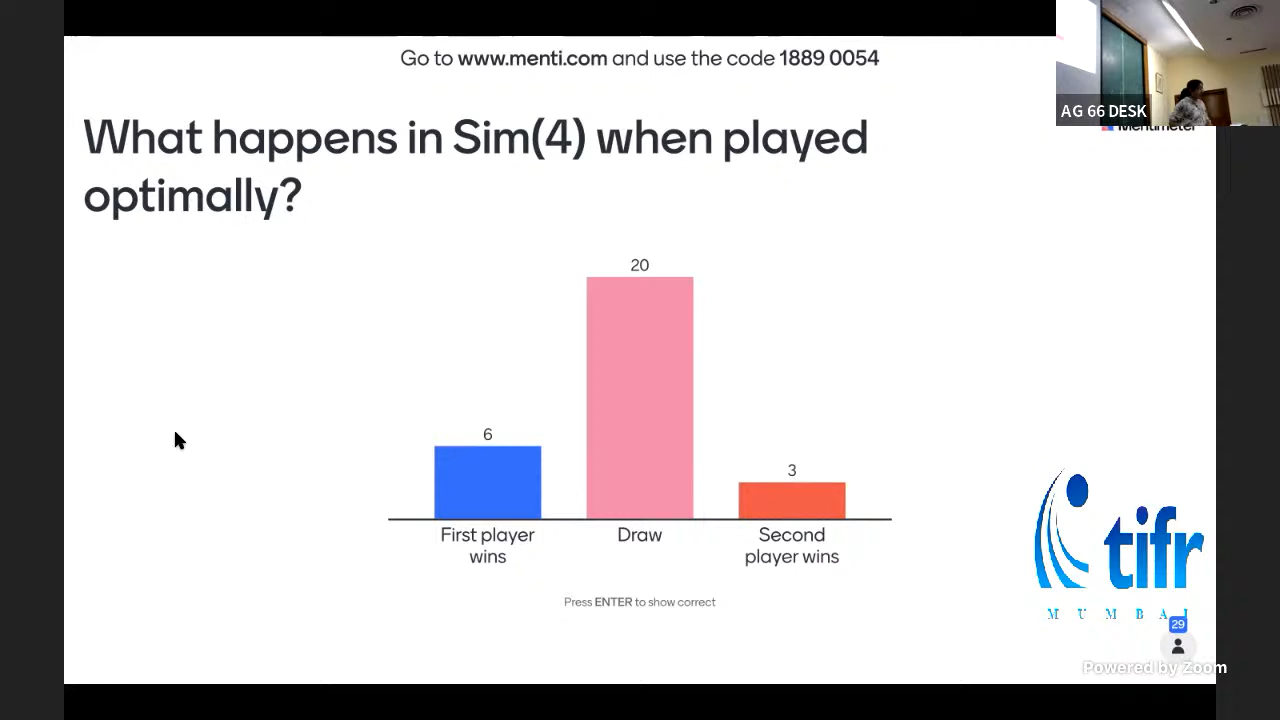 Go to www.menti.com and use the code 1889 0054
AG 66 DESK
Mentimeter
What happens in Sim(4) when played
optimally?
20
6
3
First player
wins
Draw
Second
player wins
Press ENTER to show correct
tifr
MUMBAI
29
Powered by Zoom